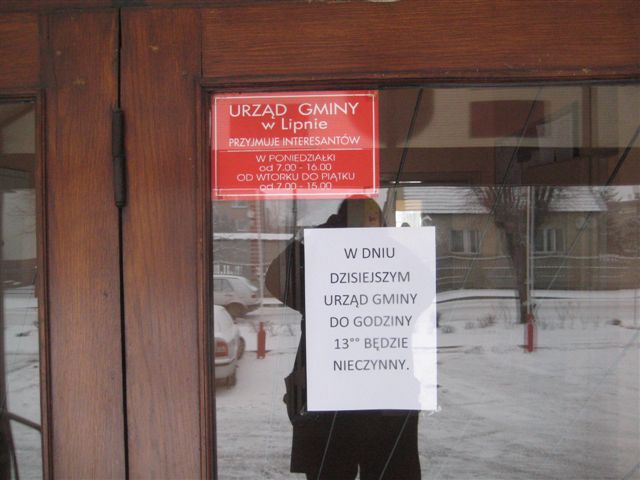 URZĄD GMINY
w Lipnie
PRZYJMUJE INTERESANTÓW
W PONIEDZIAŁKI
od 7.00 - 16.00
OD WTORKU DO PIĄTKU
od 7.00 - 15.00
W DNIU
DZISIEJSZYM
URZĄD GMINY
DO GODZINY
13°° BĘDZIE
NIECZYNNY.